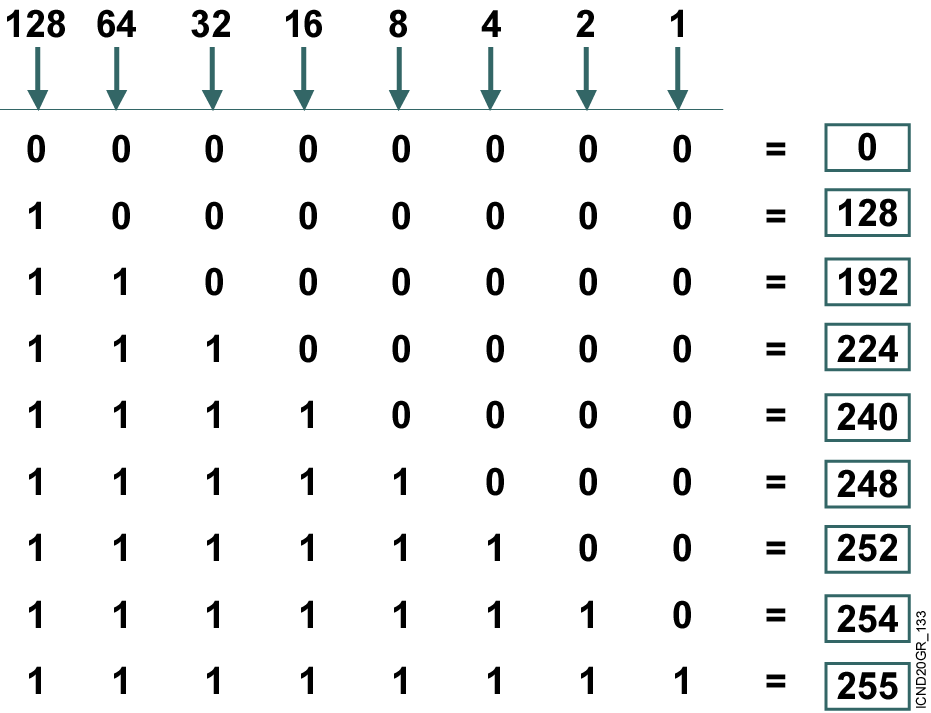 128 64 32 16 8 4 2 1
0 0 0 0 0 0 0 0 = 0
1 0 0 0 0 0 0 0 = 128
1 1 0 0 0 0 0 0 = 192
1 1 1 0 0 0 0 0 = 224
1 1 1 1 0 0 0 0 = 240
1 1 1 1 1 0 0 0 = 248
1 1 1 1 1 1 0 0 = 252
1 1 1 1 1 1 1 0 = 254
1 1 1 1 1 1 1 1 = 255
ICND20GR_133